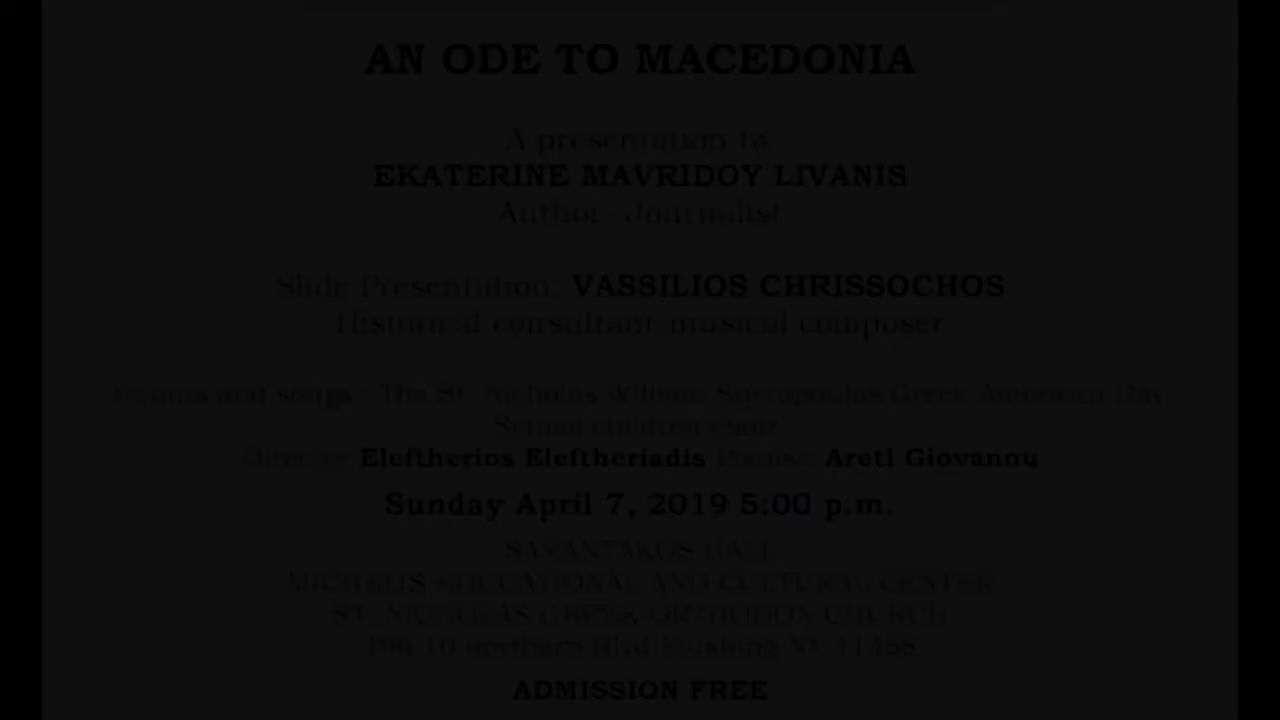 AN ODE TO MACEDONIA
A presentation by
EKATERINE MAVRIDOY LIVANIS
Author- Journalist
Slide Presentation: VASSILIOS CHRISSOCHOS
Historical consultant-musical composer
and songs - The St. Nicholas William Greek American Day
School children choir
Director: Eleftherios Eleftheriadis Pianist: Areti Giovanou
Sunday April 7, 2019 5:00 p.m.
SARANTAKOS HALL
EDUCATIONAL AND CULTURAL CENTER
ST. NICHOLAS GREEK ORTHODOX CHURCH
196-10 northern Blvd Flushing NY 11358
ADMISSION FREE